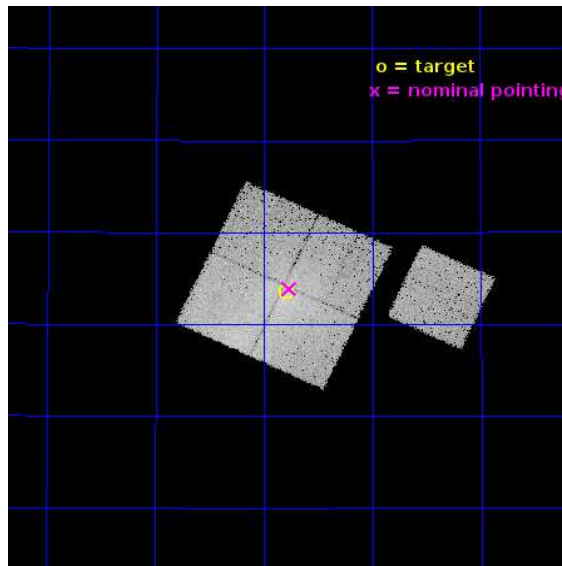 o = target
x = nominal pointing